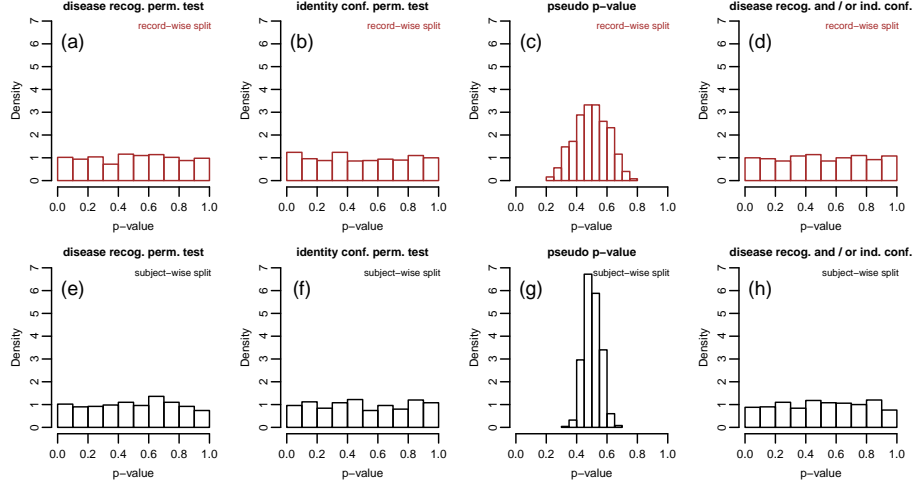 disease recog. perm. test
record−wise split
(a)
Density
0 1 2 3 4 5 6 7
0.0 0.2 0.4 0.6 0.8 1.0
p−value
identity conf. perm. test
record−wise split
(b)
Density
0 1 2 3 4 5 6 7
0.0 0.2 0.4 0.6 0.8 1.0
p−value
pseudo p−value
record−wise split
(c)
Density
0 1 2 3 4 5 6 7
0.0 0.2 0.4 0.6 0.8 1.0
p−value
disease recog. and / or ind. conf.
record−wise split
(d)
Density
0 1 2 3 4 5 6 7
0.0 0.2 0.4 0.6 0.8 1.0
p−value
disease recog. perm. test
subject−wise split
(e)
Density
0 1 2 3 4 5 6 7
0.0 0.2 0.4 0.6 0.8 1.0
p−value
identity conf. perm. test
subject−wise split
(f)
Density
0 1 2 3 4 5 6 7
0.0 0.2 0.4 0.6 0.8 1.0
p−value
pseudo p−value
subject−wise split
(g)
Density
0 1 2 3 4 5 6 7
0.0 0.2 0.4 0.6 0.8 1.0
p−value
disease recog. and / or ind. conf.
subject−wise split
(h)
Density
0 1 2 3 4 5 6 7
0.0 0.2 0.4 0.6 0.8 1.0
p−value